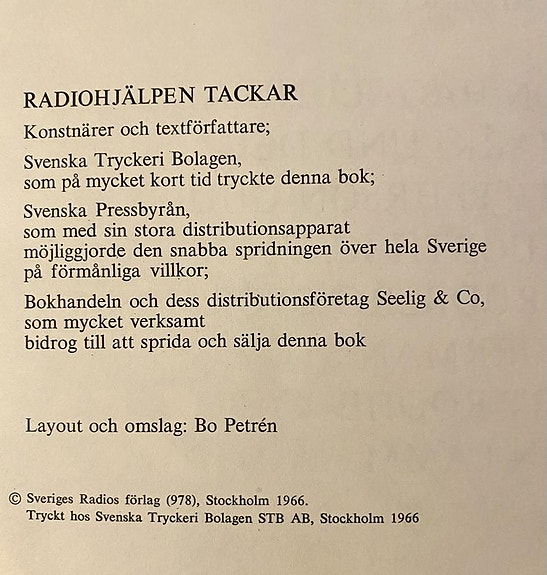 RADIOHJÄLPEN TACKAR
Konstnärer och textförfattare;
Svenska Tryckeri Bolagen,
som på mycket kort tid tryckte denna bok;
Svenska Pressbyrån,
som med sin stora distributionsapparat
möjliggjorde den snabba spridningen över hela Sverige
på förmånliga villkor;
Bokhandeln och dess distributionsföretag Seelig & Co,
som mycket verksamt
bidrog till att sprida och sälja denna bok
Layout och omslag: Bo Petrén
© Sveriges Radios förlag (978), Stockholm 1966.
Tryckt hos Svenska Tryckeri Bolagen STB AB, Stockholm 1966